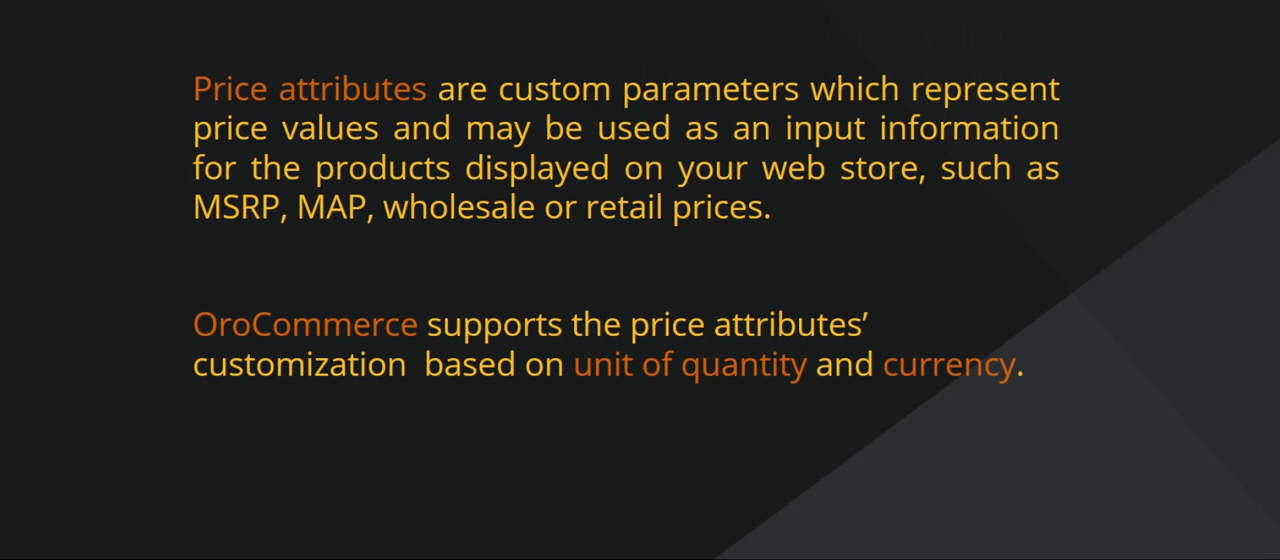 Price attributes are custom parameters which represent
price values and may be used as an input information
for the products displayed on your web store, such as
MSRP, MAP, wholesale or retail prices.
OroCommerce supports the price attributes’
customization  based on unit of quantity and currency.